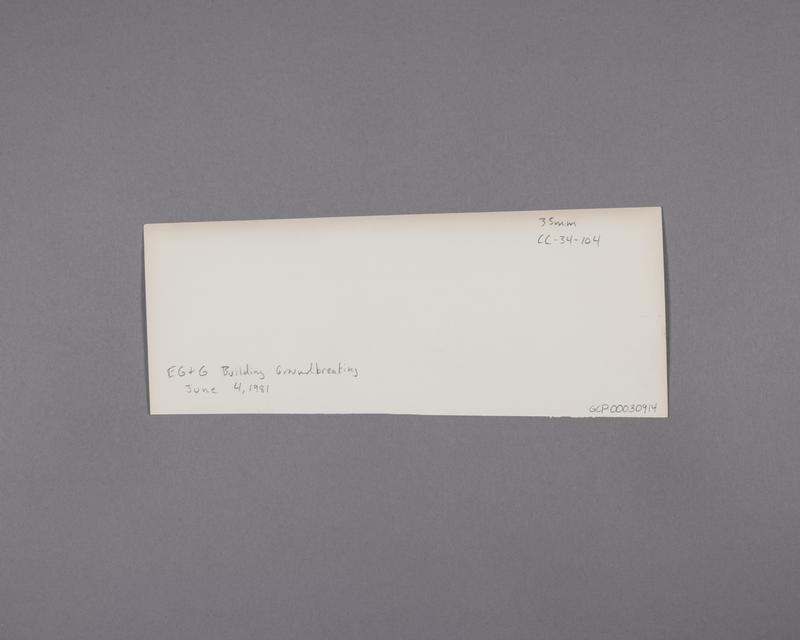 35mm
CC-34-104
EG+G Building Groundbreaking
June 4, 1981
GCP00030914